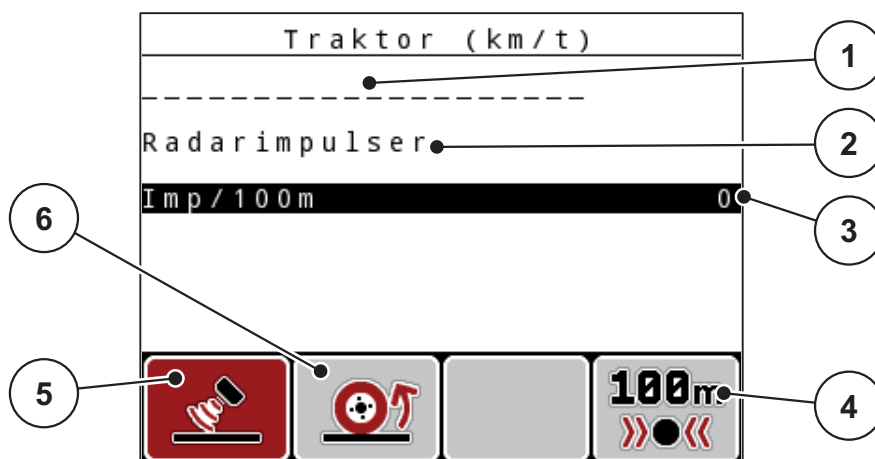 Traktor (km/t)
1
--------------------
Radarimpulser
2
Imp/100m 0
3
6
5
100m
4